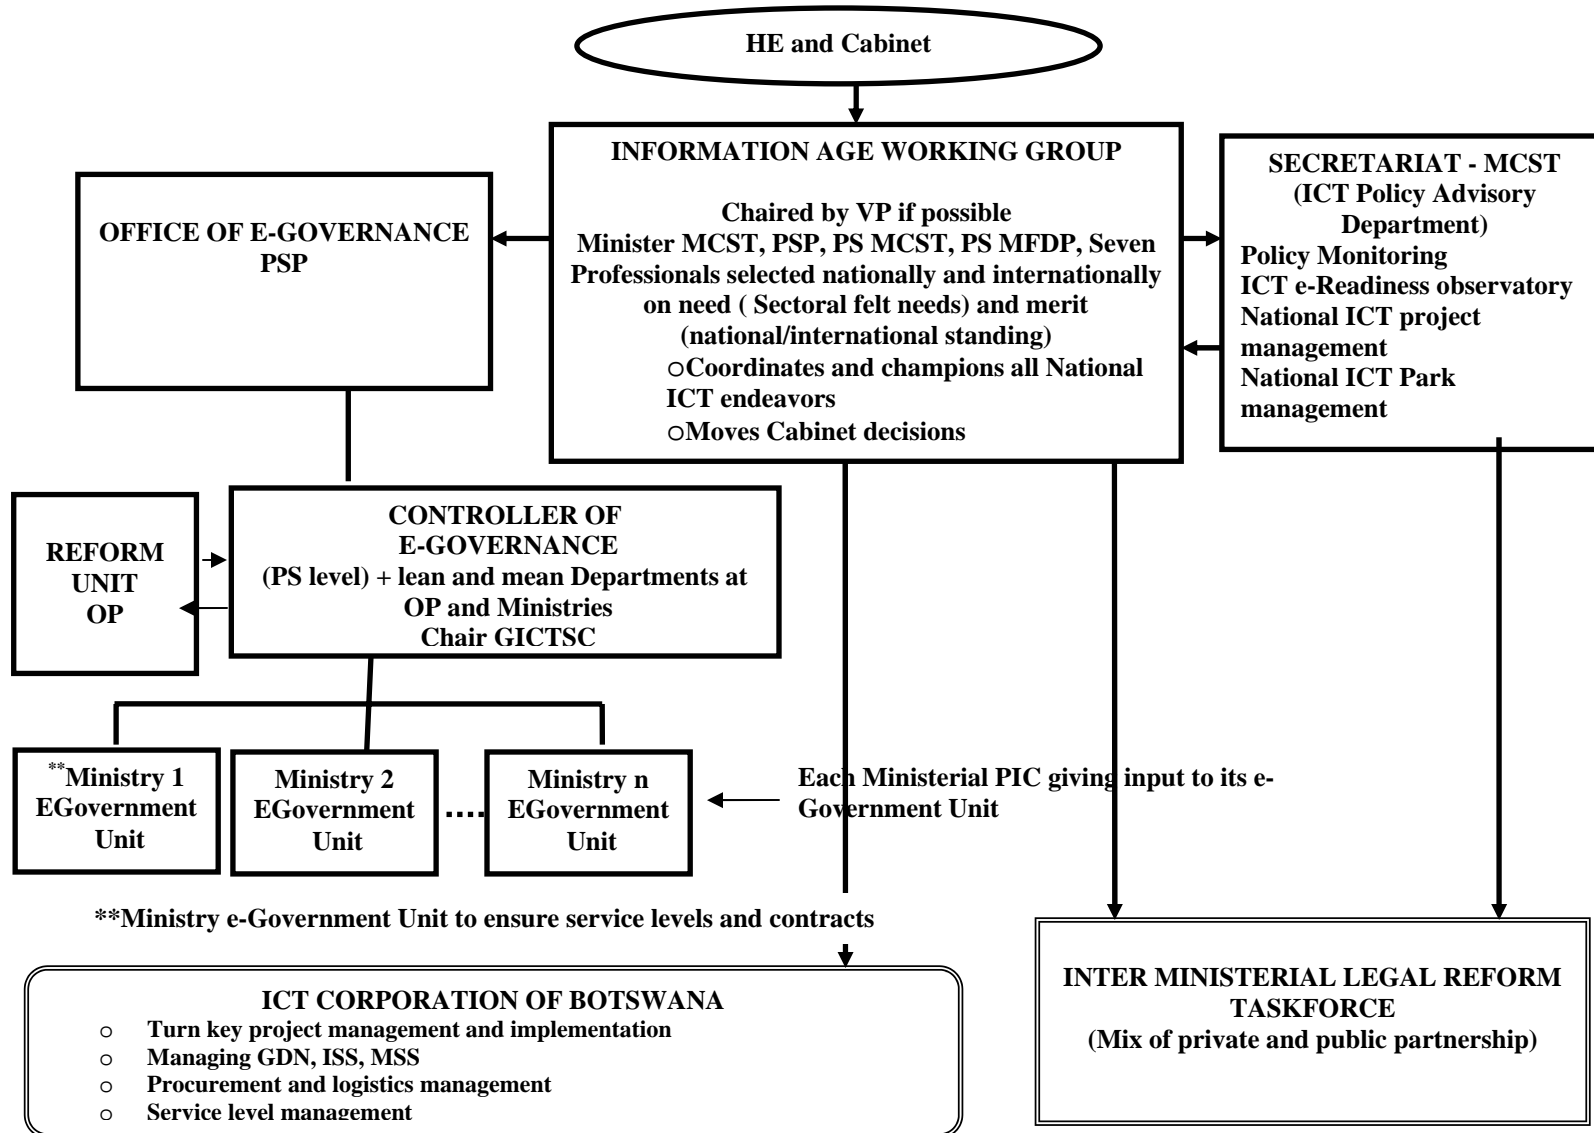 HE and Cabinet
INFORMATION AGE WORKING GROUP
Chaired by VP if possible
Minister MCST, PSP, PS MCST, PS MFDP, Seven
Professionals selected nationally and internationally
on need ( Sectoral felt needs) and merit
(national/international standing)
oCoordinates and champions all National
ICT endeavors
oMoves Cabinet decisions
SECRETARIAT - MCST
(ICT Policy Advisory
Department)
Policy Monitoring
ICT e-Readiness observatory
National ICT project
management
National ICT Park
management
OFFICE OF E-GOVERNANCE
PSP
REFORM
UNIT
OP
CONTROLLER OF
E-GOVERNANCE
(PS level) + lean and mean Departments at
OP and Ministries
Chair GICTSC
**Ministry 1
EGovernment
Unit
Ministry 2
EGovernment
Unit
....
Ministry n
EGovernment
Unit
Each Ministerial PIC giving input to its e-
Government Unit
**Ministry e-Government Unit to ensure service levels and contracts
ICT CORPORATION OF BOTSWANA
o Turn key project management and implementation
o Managing GDN, ISS, MSS
o Procurement and logistics management
o Service level management
INTER MINISTERIAL LEGAL REFORM
TASKFORCE
(Mix of private and public partnership)